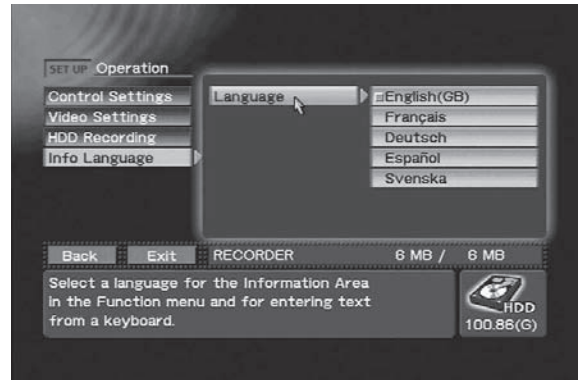 SET UP Operation
Control Settings
Video Settings
HDD Recording
Info Language
Language
English(GB)
Français
Deutsch
Español
Svenska
Back Exit RECORDER 6 MB / 6 MB
Select a language for the Information Area
in the Function menu and for entering text
from a keyboard.
HDD
100.86(G)